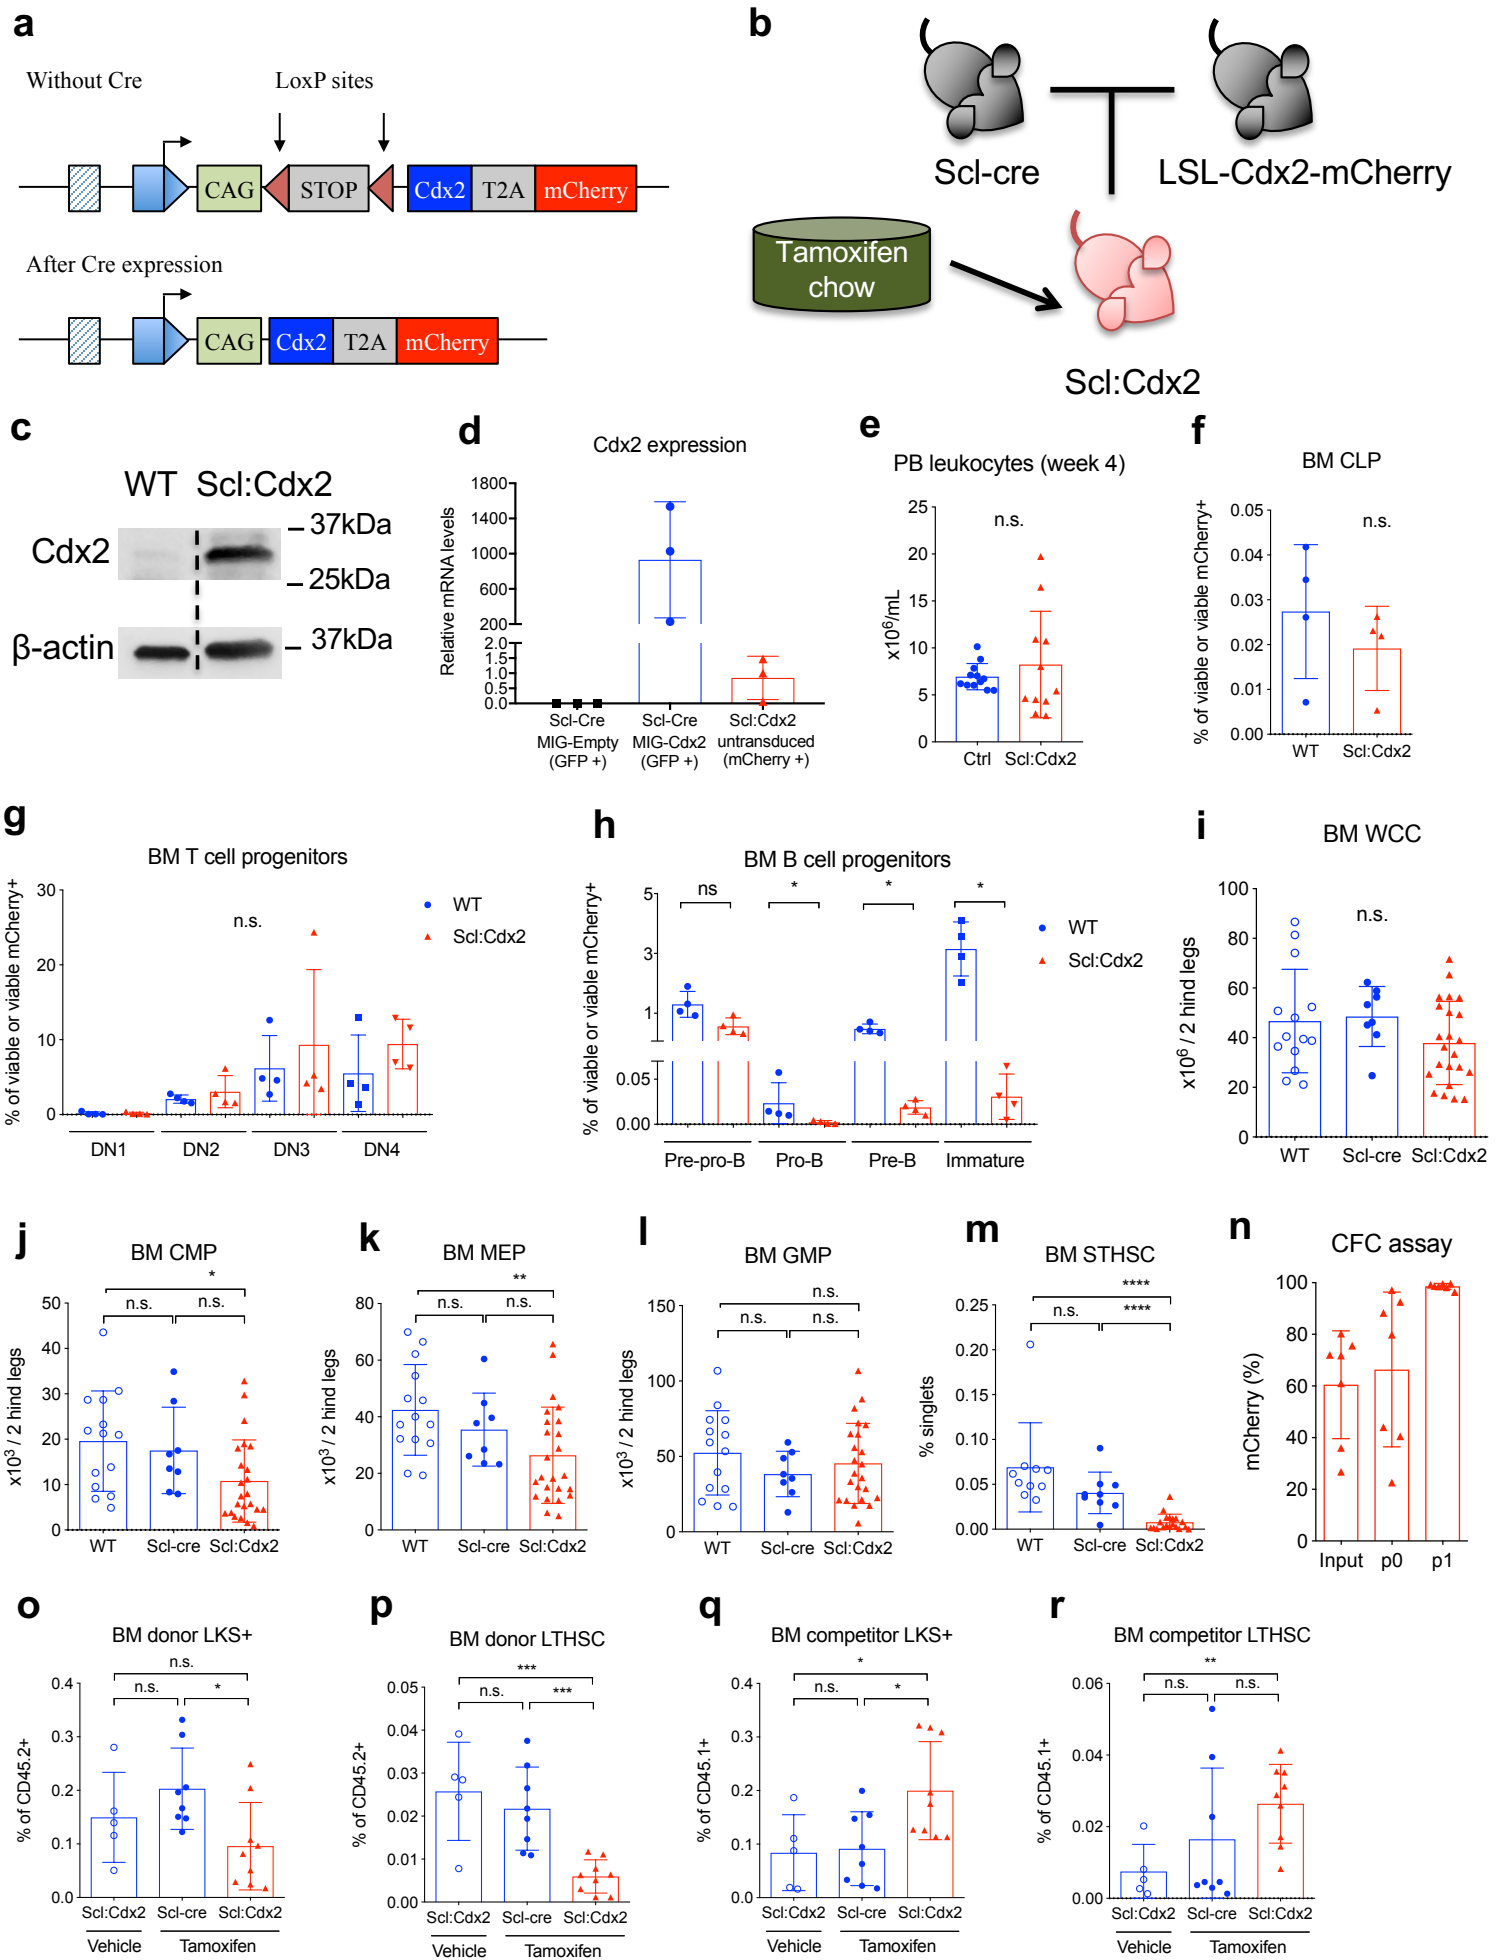 a
Without Cre
LoxP sites
CAG
STOP
Cdx2
T2A
mCherry
After Cre expression
CAG
Cdx2
T2A
mCherry
b
Scl-cre
LSL-Cdx2-mCherry
Tamoxifen
chow
Scl:Cdx2
c
WT Scl:Cdx2
Cdx2
37kDa
25kDa
β-actin
37kDa
d
Cdx2 expression
Relative mRNA levels
1800
1400
1000
600
200
2.0
1.5
1.0
0.5
0.0
Scl-Cre
MIG-Empty
(GFP +)
Scl-Cre
MIG-Cdx2
(GFP +)
Scl:Cdx2
untransduced
(mCherry +)
e
PB leukocytes (week 4)
x10⁶/mL
25
20
15
10
5
0
n.s.
Ctrl Scl:Cdx2
f
BM CLP
% of viable or viable mCherry+
0.05
0.04
0.03
0.02
0.01
0.00
n.s.
WT Scl:Cdx2
g
BM T cell progenitors
% of viable or viable mCherry+
30
20
10
0
n.s.
WT
Scl:Cdx2
DN1 DN2 DN3 DN4
h
BM B cell progenitors
% of viable or viable mCherry+
5
3
1
0.05
0.00
ns * * *
WT
Scl:Cdx2
Pre-pro-B Pro-B Pre-B Immature
i
BM WCC
x10⁶ / 2 hind legs
100
80
60
40
20
0
n.s.
WT Scl-cre Scl:Cdx2
j
BM CMP
x10³ / 2 hind legs
50
40
30
20
10
0
*
n.s. n.s.
WT Scl-cre Scl:Cdx2
k
BM MEP
x10³ / 2 hind legs
80
60
40
20
0
**
n.s. n.s.
WT Scl-cre Scl:Cdx2
l
BM GMP
x10³ / 2 hind legs
150
100
50
0
n.s.
n.s. n.s.
WT Scl-cre Scl:Cdx2
m
BM STHSC
% singlets
0.25
0.20
0.15
0.10
0.05
0.00
****
n.s. ****
WT Scl-cre Scl:Cdx2
n
CFC assay
mCherry (%)
100
80
60
40
20
0
Input p0 p1
o
BM donor LKS+
% of CD45.2+
0.4
0.3
0.2
0.1
0.0
n.s.
n.s. *
Scl:Cdx2 Scl-cre Scl:Cdx2
Vehicle Tamoxifen
p
BM donor LTHSC
% of CD45.2+
0.05
0.04
0.03
0.02
0.01
0.00
***
n.s. ***
Scl:Cdx2 Scl-cre Scl:Cdx2
Vehicle Tamoxifen
q
BM competitor LKS+
% of CD45.1+
0.4
0.3
0.2
0.1
0.0
*
n.s. *
Scl:Cdx2 Scl-cre Scl:Cdx2
Vehicle Tamoxifen
r
BM competitor LTHSC
% of CD45.1+
0.06
0.04
0.02
0.00
**
n.s. n.s.
Scl:Cdx2 Scl-cre Scl:Cdx2
Vehicle Tamoxifen